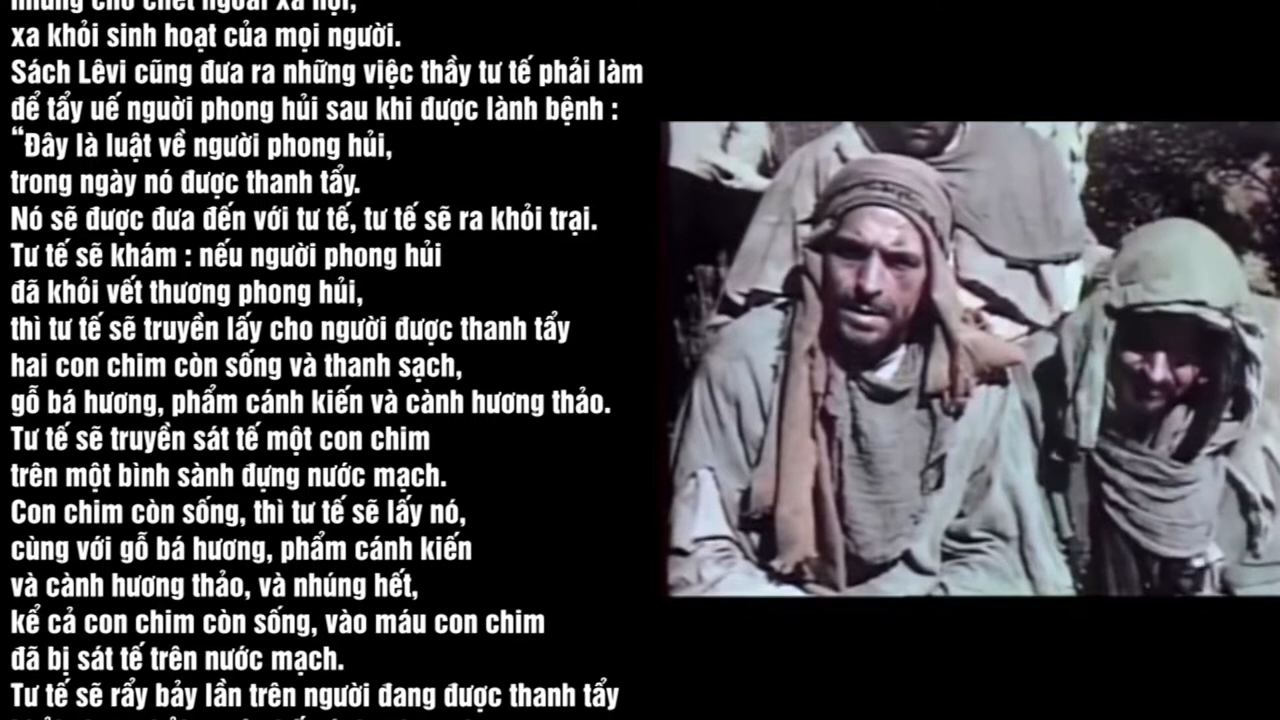 những cho chết ngoài xã hội,
xa khỏi sinh hoạt của mọi người.
Sách Lêvi cũng đưa ra những việc thầy tư tế phải làm
để tẩy uế nguời phong hủi sau khi được lành bệnh :
“Đây là luật về người phong hủi,
trong ngày nó được thanh tẩy.
Nó sẽ được đưa đến với tư tế, tư tế sẽ ra khỏi trại.
Tư tế sẽ khám : nếu người phong hủi
đã khỏi vết thương phong hủi,
thì tư tế sẽ truyền lấy cho người được thanh tẩy
hai con chim còn sống và thanh sạch,
gỗ bá hương, phẩm cánh kiến và cành hương thảo.
Tư tế sẽ truyền sát tế một con chim
trên một bình sành đựng nước mạch.
Con chim còn sống, thì tư tế sẽ lấy nó,
cùng với gỗ bá hương, phẩm cánh kiến
và cành hương thảo, và nhúng hết,
kể cả con chim còn sống, vào máu con chim
đã bị sát tế trên nước mạch.
Tư tế sẽ rẩy bảy lần trên người đang được thanh tẩy